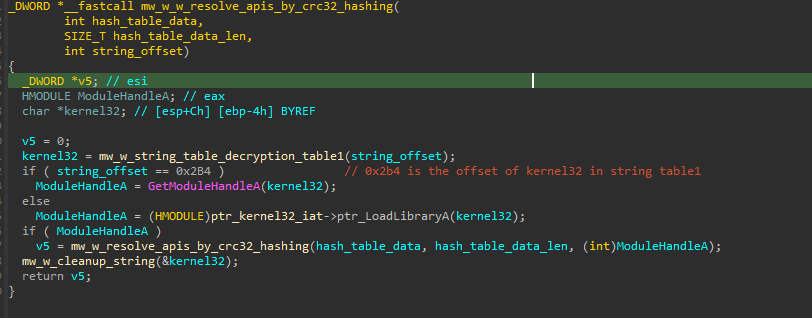 _DWORD *__fastcall mw_w_w_resolve_apis_by_crc32_hashing(
int hash_table_data,
SIZE_T hash_table_data_len,
int string_offset)
{
_DWORD *v5; // esi
HMODULE ModuleHandleA; // eax
char *kernel32; // [esp+Ch] [ebp-4h] BYREF
v5 = 0;
kernel32 = mw_w_string_table_decryption_table1(string_offset);
if ( string_offset == 0x2B4 ) // 0x2b4 is the offset of kernel32 in string table1
ModuleHandleA = GetModuleHandleA(kernel32);
else
ModuleHandleA = (HMODULE)ptr_kernel32_iat->ptr_LoadLibraryA(kernel32);
if ( ModuleHandleA )
v5 = mw_w_resolve_apis_by_crc32_hashing(hash_table_data, hash_table_data_len, (int)ModuleHandleA);
mw_w_cleanup_string(&kernel32);
return v5;
}